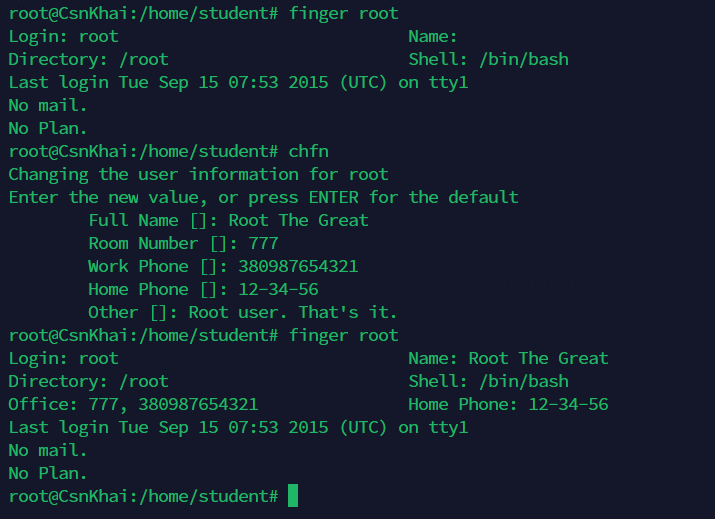 root@CsnKhai:/home/student# finger root
Login: root                             Name:
Directory: /root                        Shell: /bin/bash
Last login Tue Sep 15 07:53 2015 (UTC) on tty1
No mail.
No Plan.
root@CsnKhai:/home/student# chfn
Changing the user information for root
Enter the new value, or press ENTER for the default
        Full Name []: Root The Great
        Room Number []: 777
        Work Phone []: 380987654321
        Home Phone []: 12-34-56
        Other []: Root user. That's it.
root@CsnKhai:/home/student# finger root
Login: root                             Name: Root The Great
Directory: /root                        Shell: /bin/bash
Office: 777, 380987654321               Home Phone: 12-34-56
Last login Tue Sep 15 07:53 2015 (UTC) on tty1
No mail.
No Plan.
root@CsnKhai:/home/student#